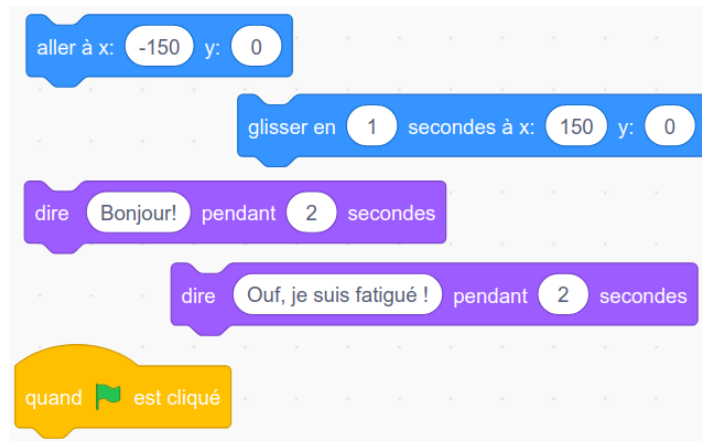 aller à x: -150 y: 0
glisser en 1 secondes à x: 150 y: 0
dire Bonjour! pendant 2 secondes
dire Ouf, je suis fatigué ! pendant 2 secondes
quand est cliqué